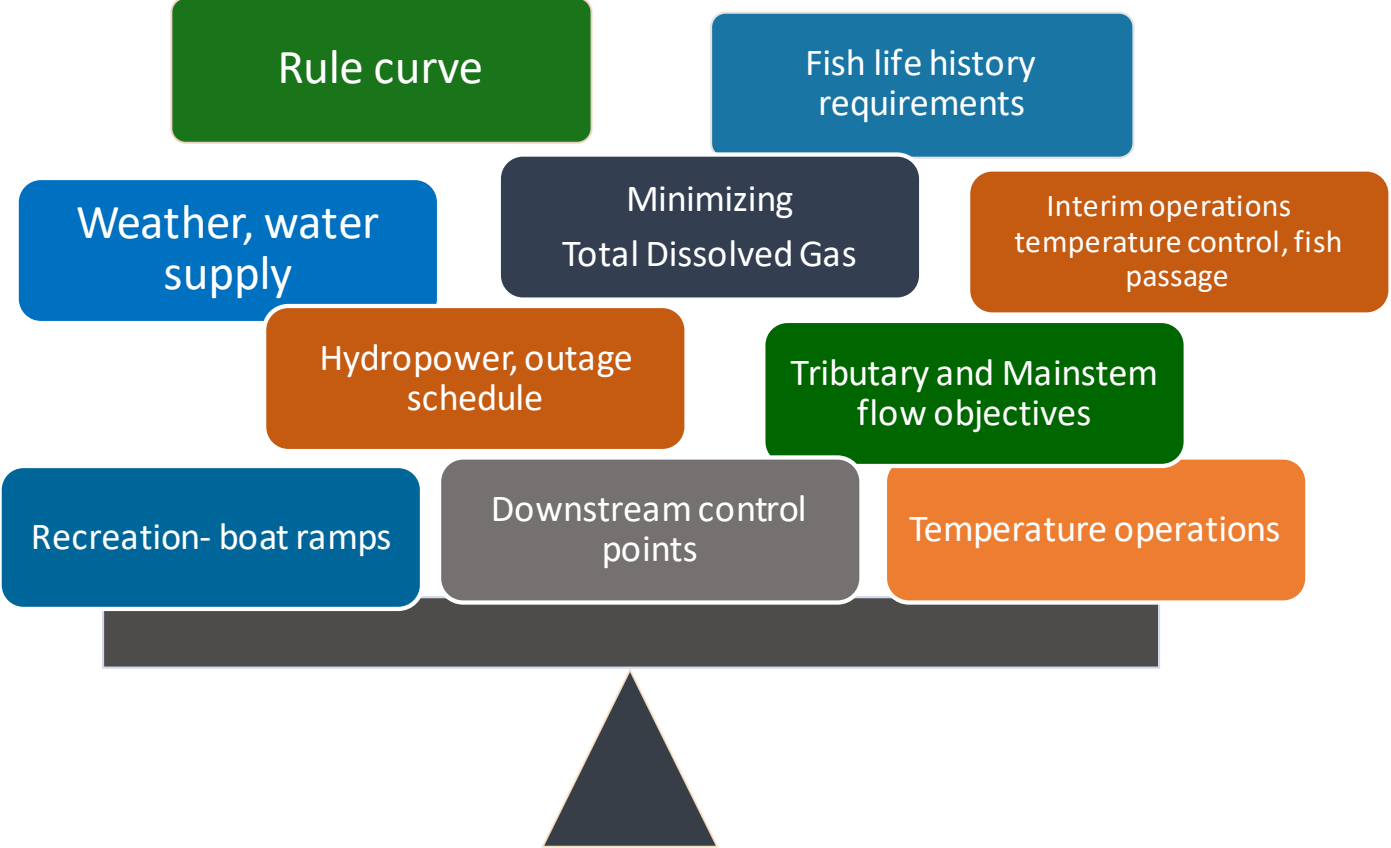 Rule curve
Fish life history
requirements
Weather, water
supply
Minimizing
Total Dissolved Gas
Interim operations
temperature control, fish
passage
Hydropower, outage
schedule
Tributary and Mainstem
flow objectives
Recreation- boat ramps
Downstream control
points
Temperature operations